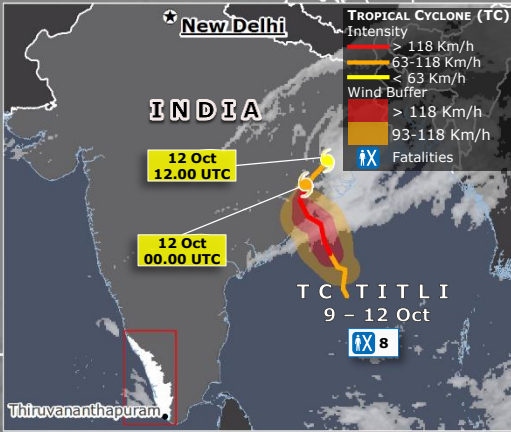 TROPICAL CYCLONE (TC)
Intensity
> 118 Km/h
63-118 Km/h
< 63 Km/h
Wind Buffer
> 118 Km/h
93-118 Km/h
Fatalities
New Delhi
INDIA
12 Oct
12.00 UTC
12 Oct
00.00 UTC
TC TITLI
9 – 12 Oct
8
Thiruvananthapuram